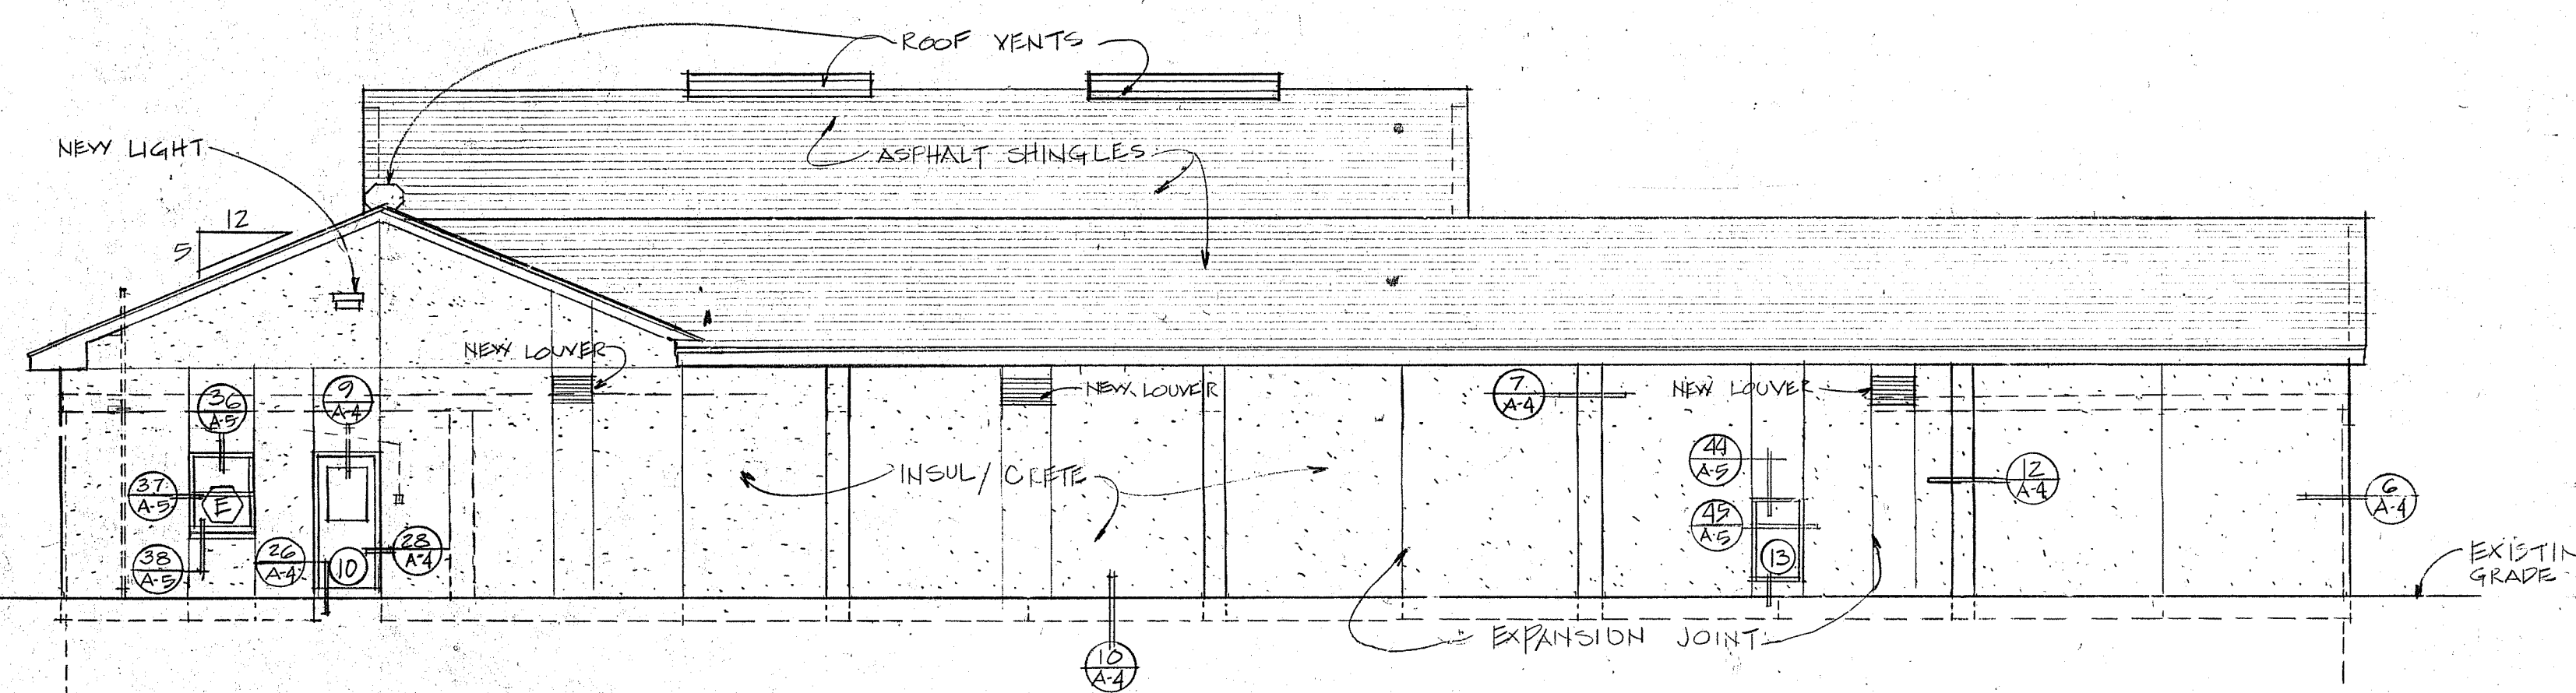 ROOF VENTS
NEW LIGHT
ASPHALT SHINGLES
12
5
NEW LOUVER
NEW LOUVER
NEW LOUVER
36
A-5
9
A-4
7
A-4
44
A-5
12
A-4
6
A-4
37
A-5
E
INSUL/CRETE
45
A-5
38
A-5
26
A-4
10
28
A-4
13
EXISTIN
GRADE
EXPANSION JOINT
10
A-4